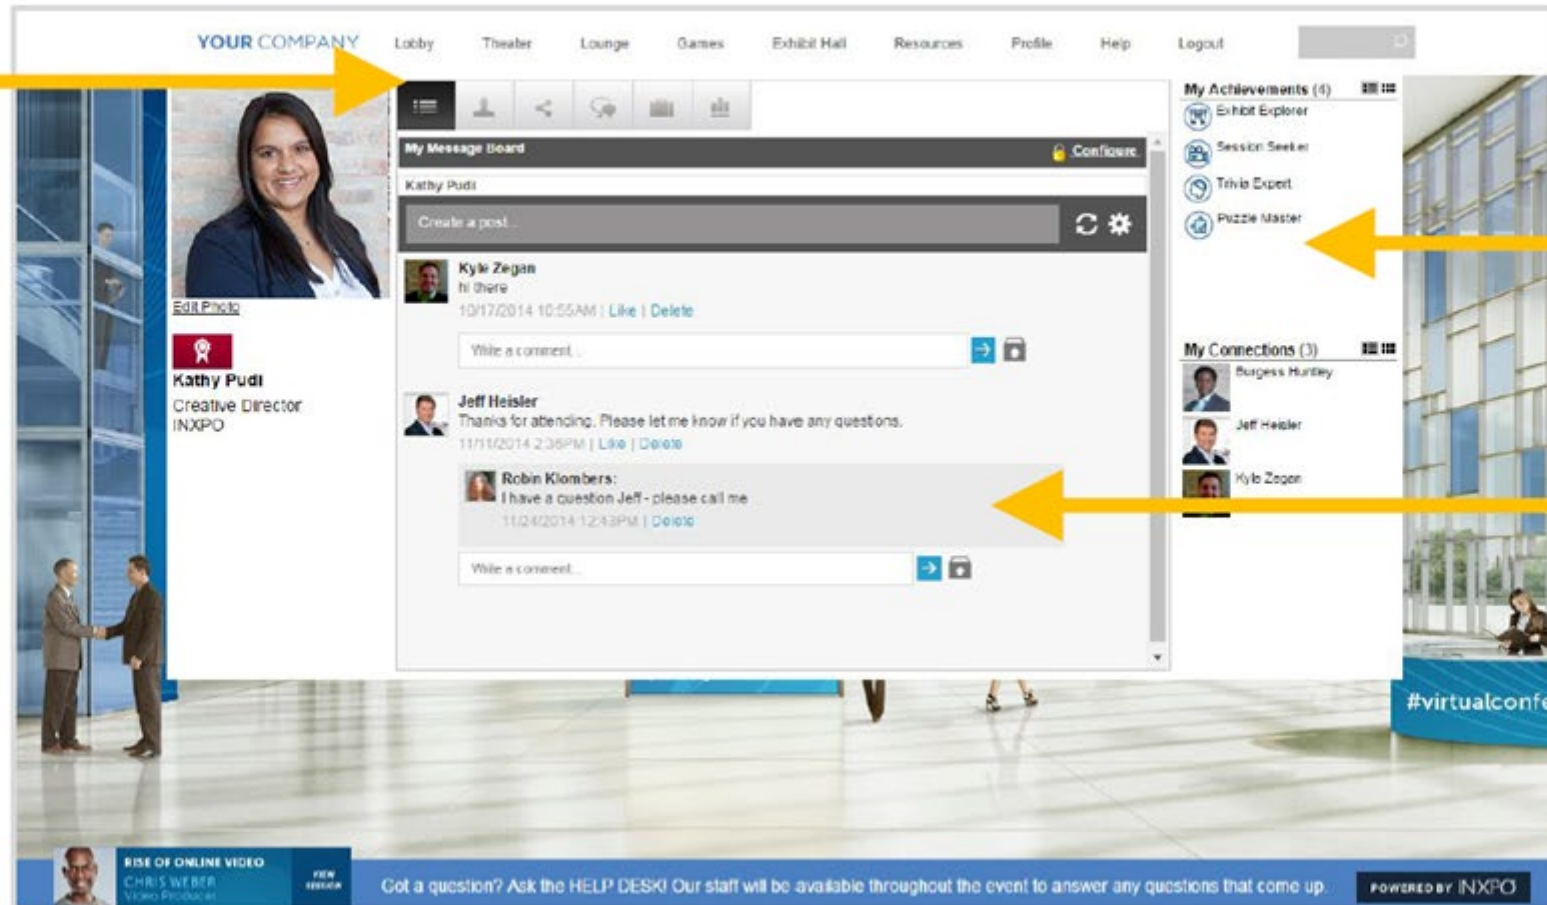 YOUR COMPANY
Lobby Theater Lounge Games Exhibit Hall Resources Profile Help Logout
Edit Photo
Kathy Pudi
Creative Director
INXPO
My Message Board
Configure
Kathy Pudi
Create a post...
Kyle Zegan
hi there
10/17/2014 10:55AM | Like | Delete
Write a comment...
Jeff Heisler
Thanks for attending. Please let me know if you have any questions.
11/11/2014 2:36PM | Like | Delete
Robin Klombers:
I have a question Jeff - please call me
11/24/2014 12:43PM | Delete
Write a comment...
My Achievements (4)
Exhibit Explorer
Session Seeker
Trivia Expert
Puzzle Master
My Connections (3)
Burgess Huntley
Jeff Heisler
Kyle Zegan
#virtualconfe
RISE OF ONLINE VIDEO
CHRIS WEBER
Video Producer
VIEW
SESSION
Got a question? Ask the HELP DESK! Our staff will be available throughout the event to answer any questions that come up.
POWERED BY INXPO